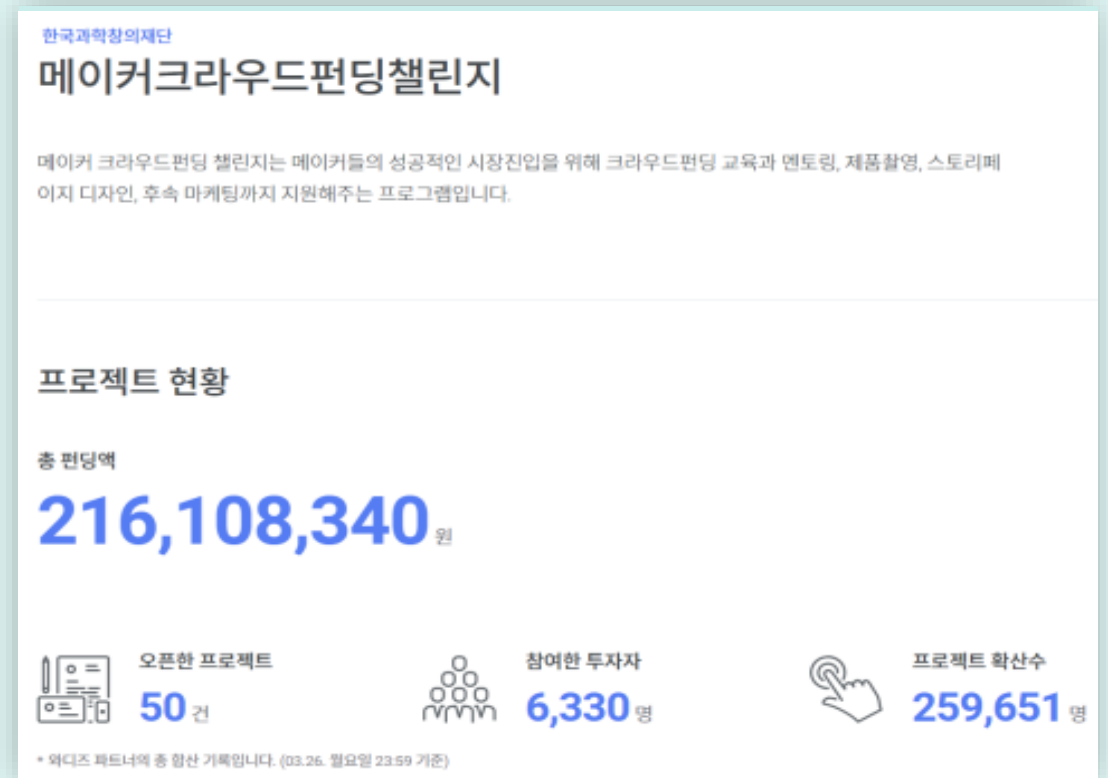 한국과학창의재단
메이커크라우드펀딩챌린지
메이커 크라우드펀딩 챌린지는 메이커들의 성공적인 시장진입을 위해 크라우드펀딩 교육과 멘토링, 제품촬영, 스토리페
이지 디자인, 후속 마케팅까지 지원해주는 프로그램입니다.
프로젝트 현황
총 펀딩액
216,108,340 원
오픈한 프로젝트 참여한 투자자 프로젝트 확산수
50 건 6,330 명 259,651 명
* 와디즈 파트너의 총 합산 기록입니다. (03.26. 월요일 23:59 기준)